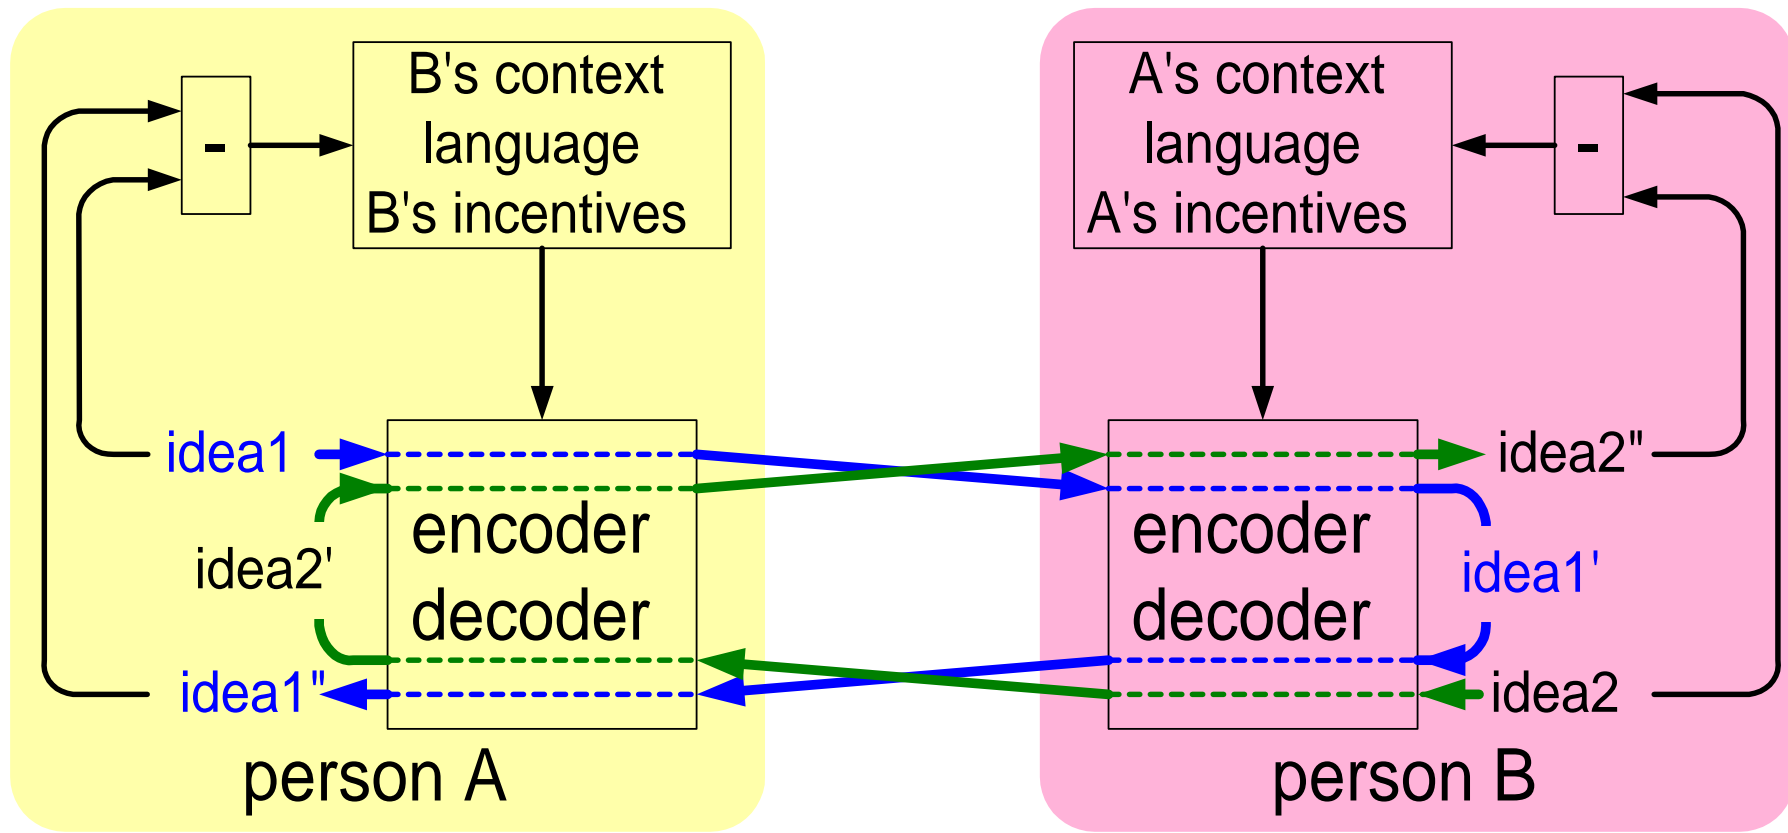 B's context
language
B's incentives
-
idea1
idea2'
idea1"
encoder
decoder
person A
A's context
language
A's incentives
-
encoder
decoder
idea2"
idea1'
idea2
person B